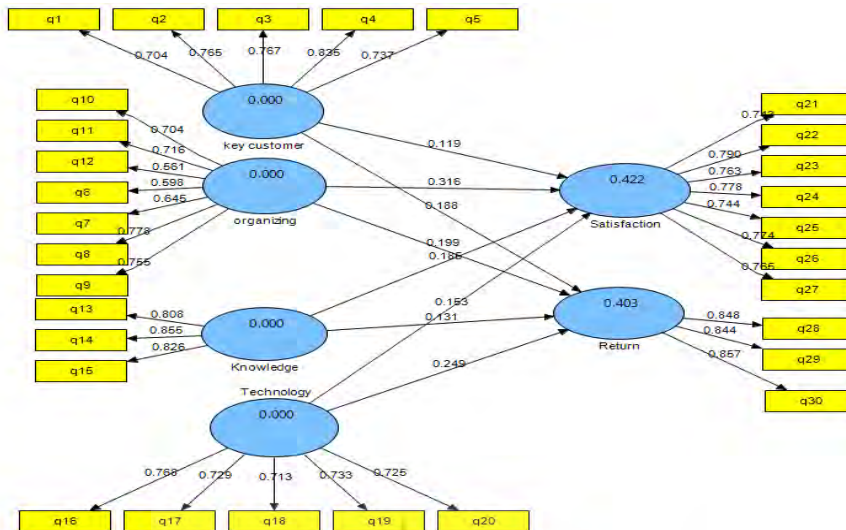 q1 q2 q3 q4 q5
0.704 0.765 0.767 0.835 0.737
0.000
key customer
q10
q11
q12
q6
q7
q8
q9
0.704
0.716
0.561
0.598
0.645
0.778
0.755
0.000
organizing
q13
q14
q15
0.808
0.855
0.826
0.000
Knowledge
Technology
0.000
0.768 0.729 0.713 0.733 0.725
q16 q17 q18 q19 q20
0.119
0.316
0.188
0.199
0.153
0.131
0.249
0.422
Satisfaction
0.403
Return
0.790
0.763
0.778
0.744
0.774
0.765
q21
q22
q23
q24
q25
q26
q27
0.848
0.844
0.857
q28
q29
q30